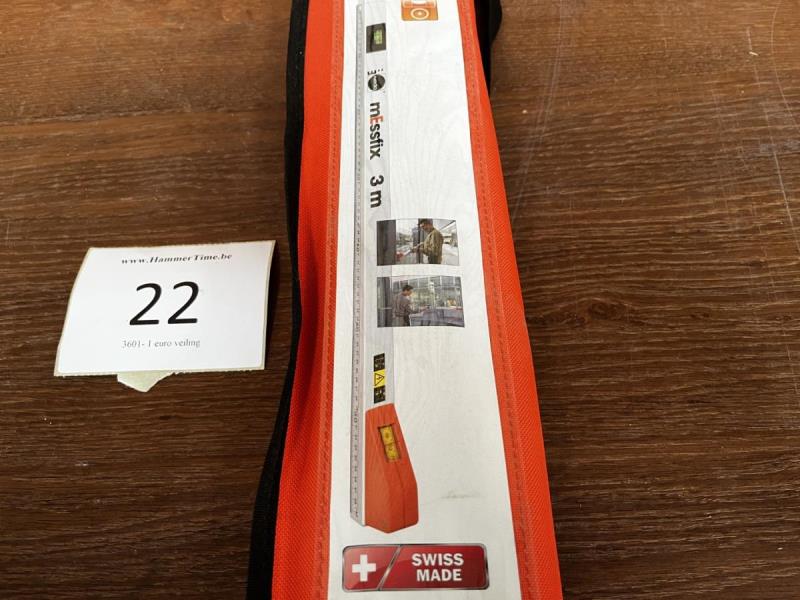 www.HammerTime.be
22
3601- 1 euro veiling
mEssfix 3 m
SWISS
MADE